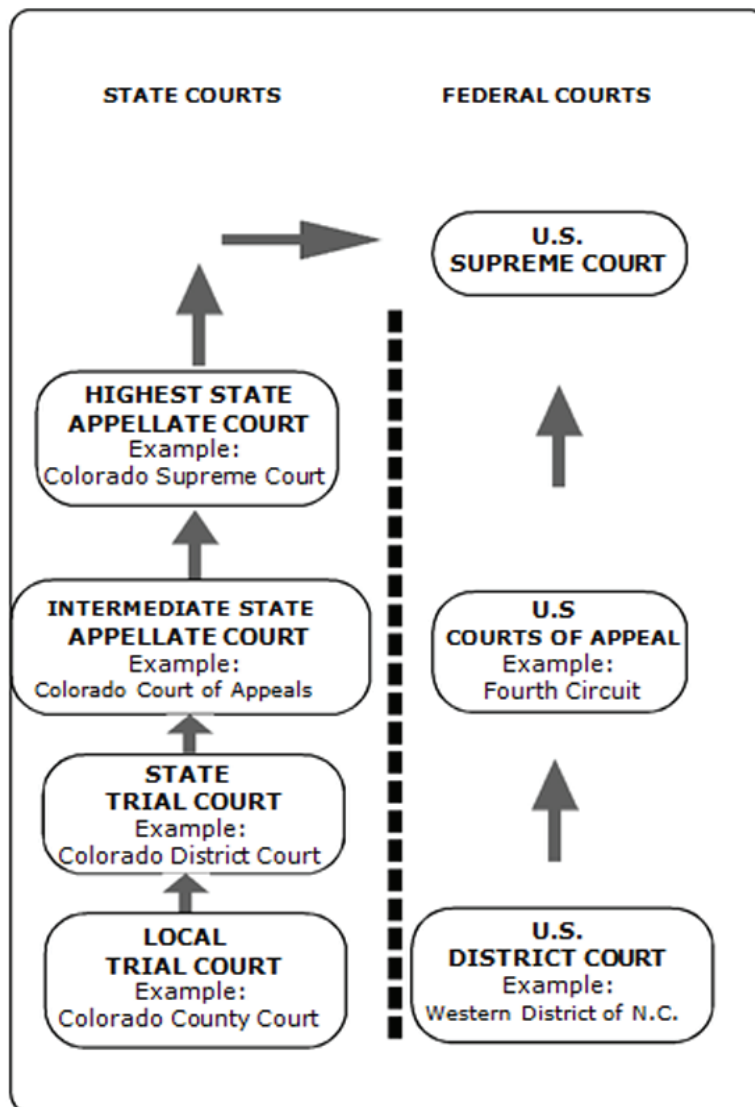 STATE COURTS
FEDERAL COURTS
U.S.
SUPREME COURT
HIGHEST STATE
APPELLATE COURT
Example:
Colorado Supreme Court
INTERMEDIATE STATE
APPELLATE COURT
Example:
Colorado Court of Appeals
U.S
COURTS OF APPEAL
Example:
Fourth Circuit
STATE
TRIAL COURT
Example:
Colorado District Court
LOCAL
TRIAL COURT
Example:
Colorado County Court
U.S.
DISTRICT COURT
Example:
Western District of N.C.